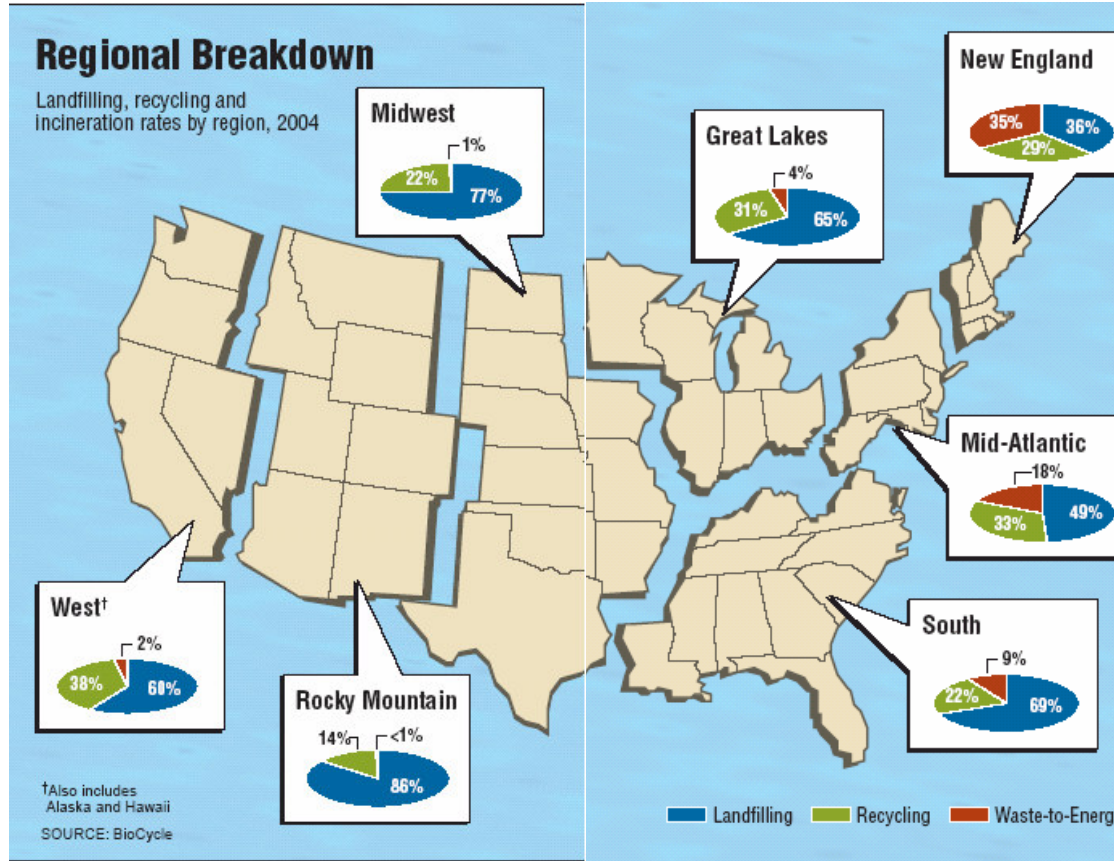 Regional Breakdown
Landfilling, recycling and
incineration rates by region, 2004
Midwest
1%
22%
77%
Great Lakes
4%
31%
65%
New England
35%
36%
29%
Mid-Atlantic
18%
49%
33%
West†
2%
38%
60%
Rocky Mountain
14%
<1%
86%
South
9%
22%
69%
†Also includes
Alaska and Hawaii
SOURCE: BioCycle
Landfilling
Recycling
Waste-to-Energ